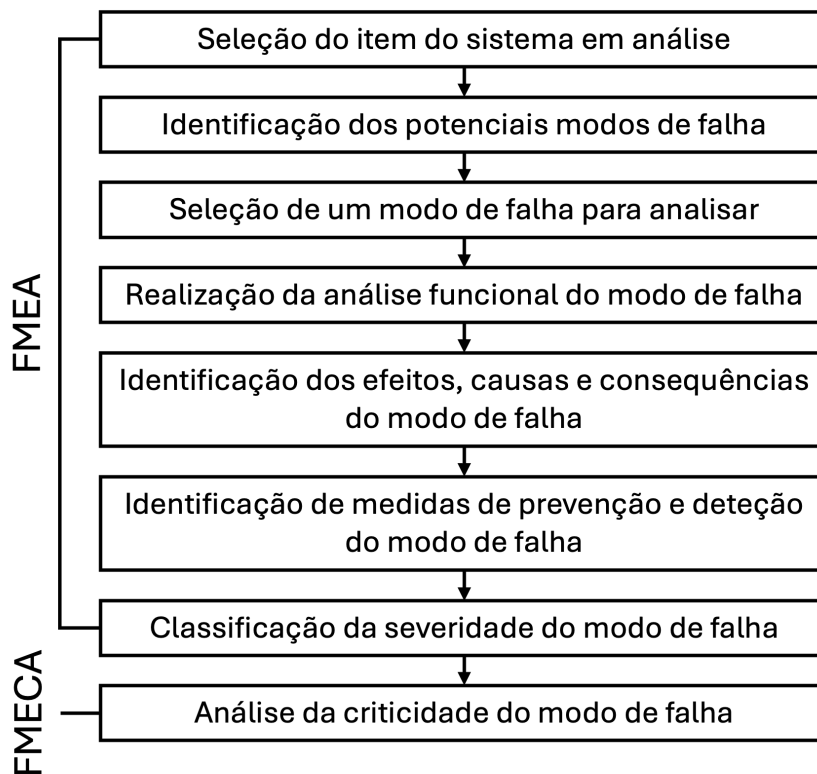 Seleção do item do sistema em análise
Identificação dos potenciais modos de falha
Seleção de um modo de falha para analisar
Realização da análise funcional do modo de falha
Identificação dos efeitos, causas e consequências
do modo de falha
Identificação de medidas de prevenção e deteção
do modo de falha
Classificação da severidade do modo de falha
Análise da criticidade do modo de falha
FMEA
FMECA